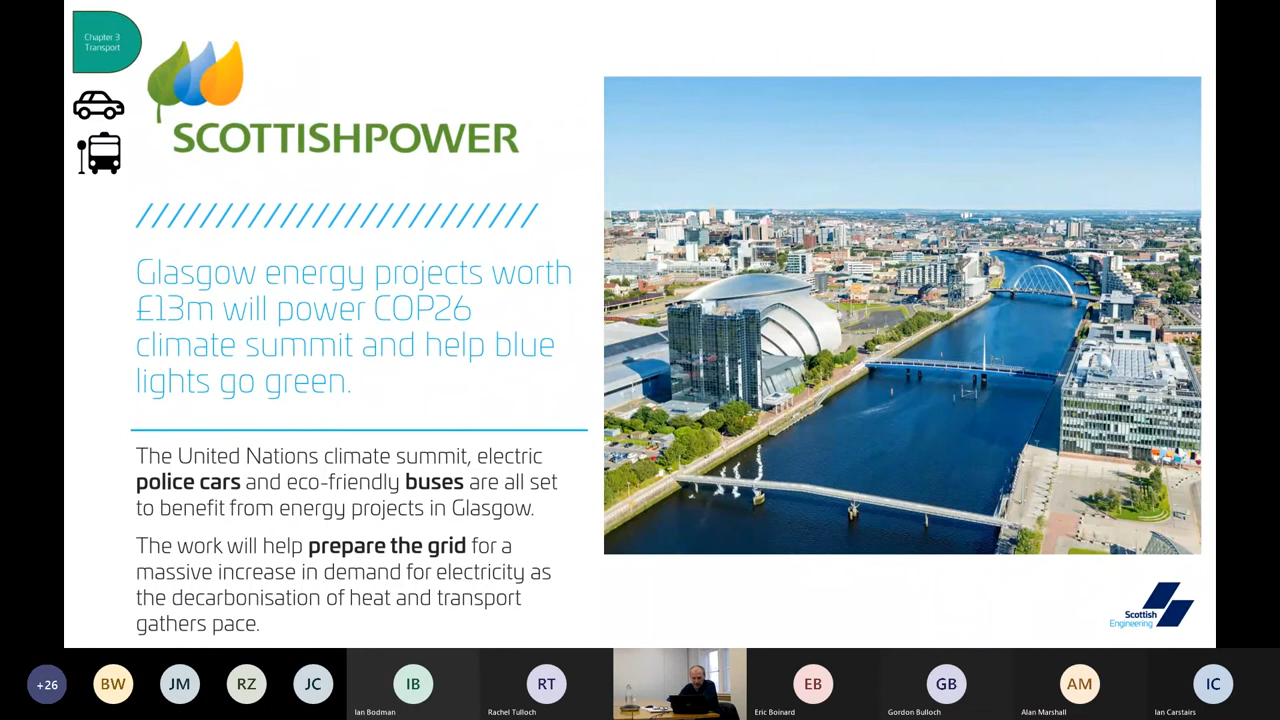 Chapter 3
Transport
SCOTTISHPOWER
Glasgow energy projects worth
£13m will power COP26
climate summit and help blue
lights go green.
The United Nations climate summit, electric
police cars and eco-friendly buses are all set
to benefit from energy projects in Glasgow.
The work will help prepare the grid for a
massive increase in demand for electricity as
the decarbonisation of heat and transport
gathers pace.
Scottish
Engineering
+26
BW
JM
RZ
JC
IB
Ian Bodman
RT
Rachel Tulloch
EB
Eric Boinard
GB
Gordon Bulloch
AM
Alan Marshall
IC
Ian Carstairs